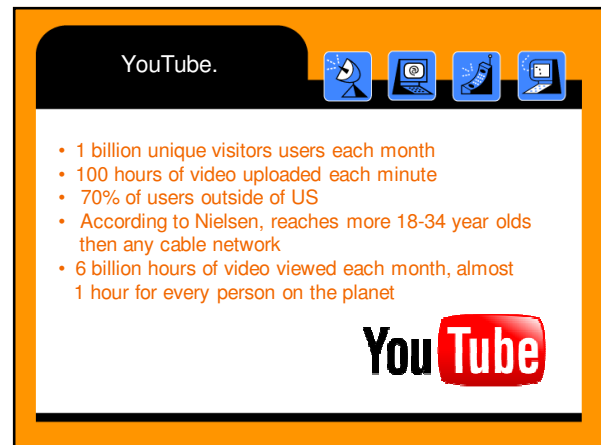 YouTube.
@
• 1 billion unique visitors users each month
• 100 hours of video uploaded each minute
• 70% of users outside of US
• According to Nielsen, reaches more 18-34 year olds
then any cable network
• 6 billion hours of video viewed each month, almost
1 hour for every person on the planet
You Tube